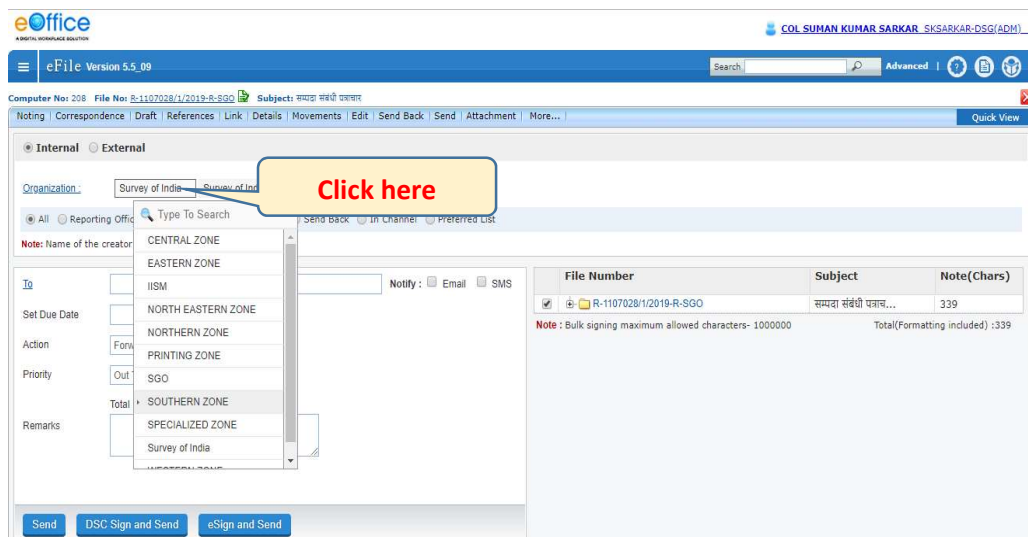 eOffice
A DIGITAL WORKPLACE SOLUTION
COL SUMAN KUMAR SARKAR SKSARKAR-DSG(ADM)
eFile Version 5.5_09
Search
Advanced |
Computer No: 208 File No: R-1107028/1/2019-R-SGO Subject: सम्पदा संबंधी पत्राचार
Noting | Correspondence | Draft | References | Link | Details | Movements | Edit | Send Back | Send | Attachment | More... |
Quick View
Internal External
Organization :
Survey of India
Survey of Ind
Click here
All Reporting Offic
Send Back In Channel Preferred List
Note: Name of the creator
Type To Search
CENTRAL ZONE
EASTERN ZONE
IISM
NORTH EASTERN ZONE
NORTHERN ZONE
PRINTING ZONE
SGO
SOUTHERN ZONE
SPECIALIZED ZONE
Survey of India
WESTERN ZONE
To
Notify : Email SMS
Set Due Date
Action
Forw
Priority
Out
Total
Remarks
Send
DSC Sign and Send
eSign and Send
File Number Subject Note(Chars)
R-1107028/1/2019-R-SGO सम्पदा संबंधी पत्राच... 339
Note : Bulk signing maximum allowed characters- 1000000 Total(Formatting included) :339